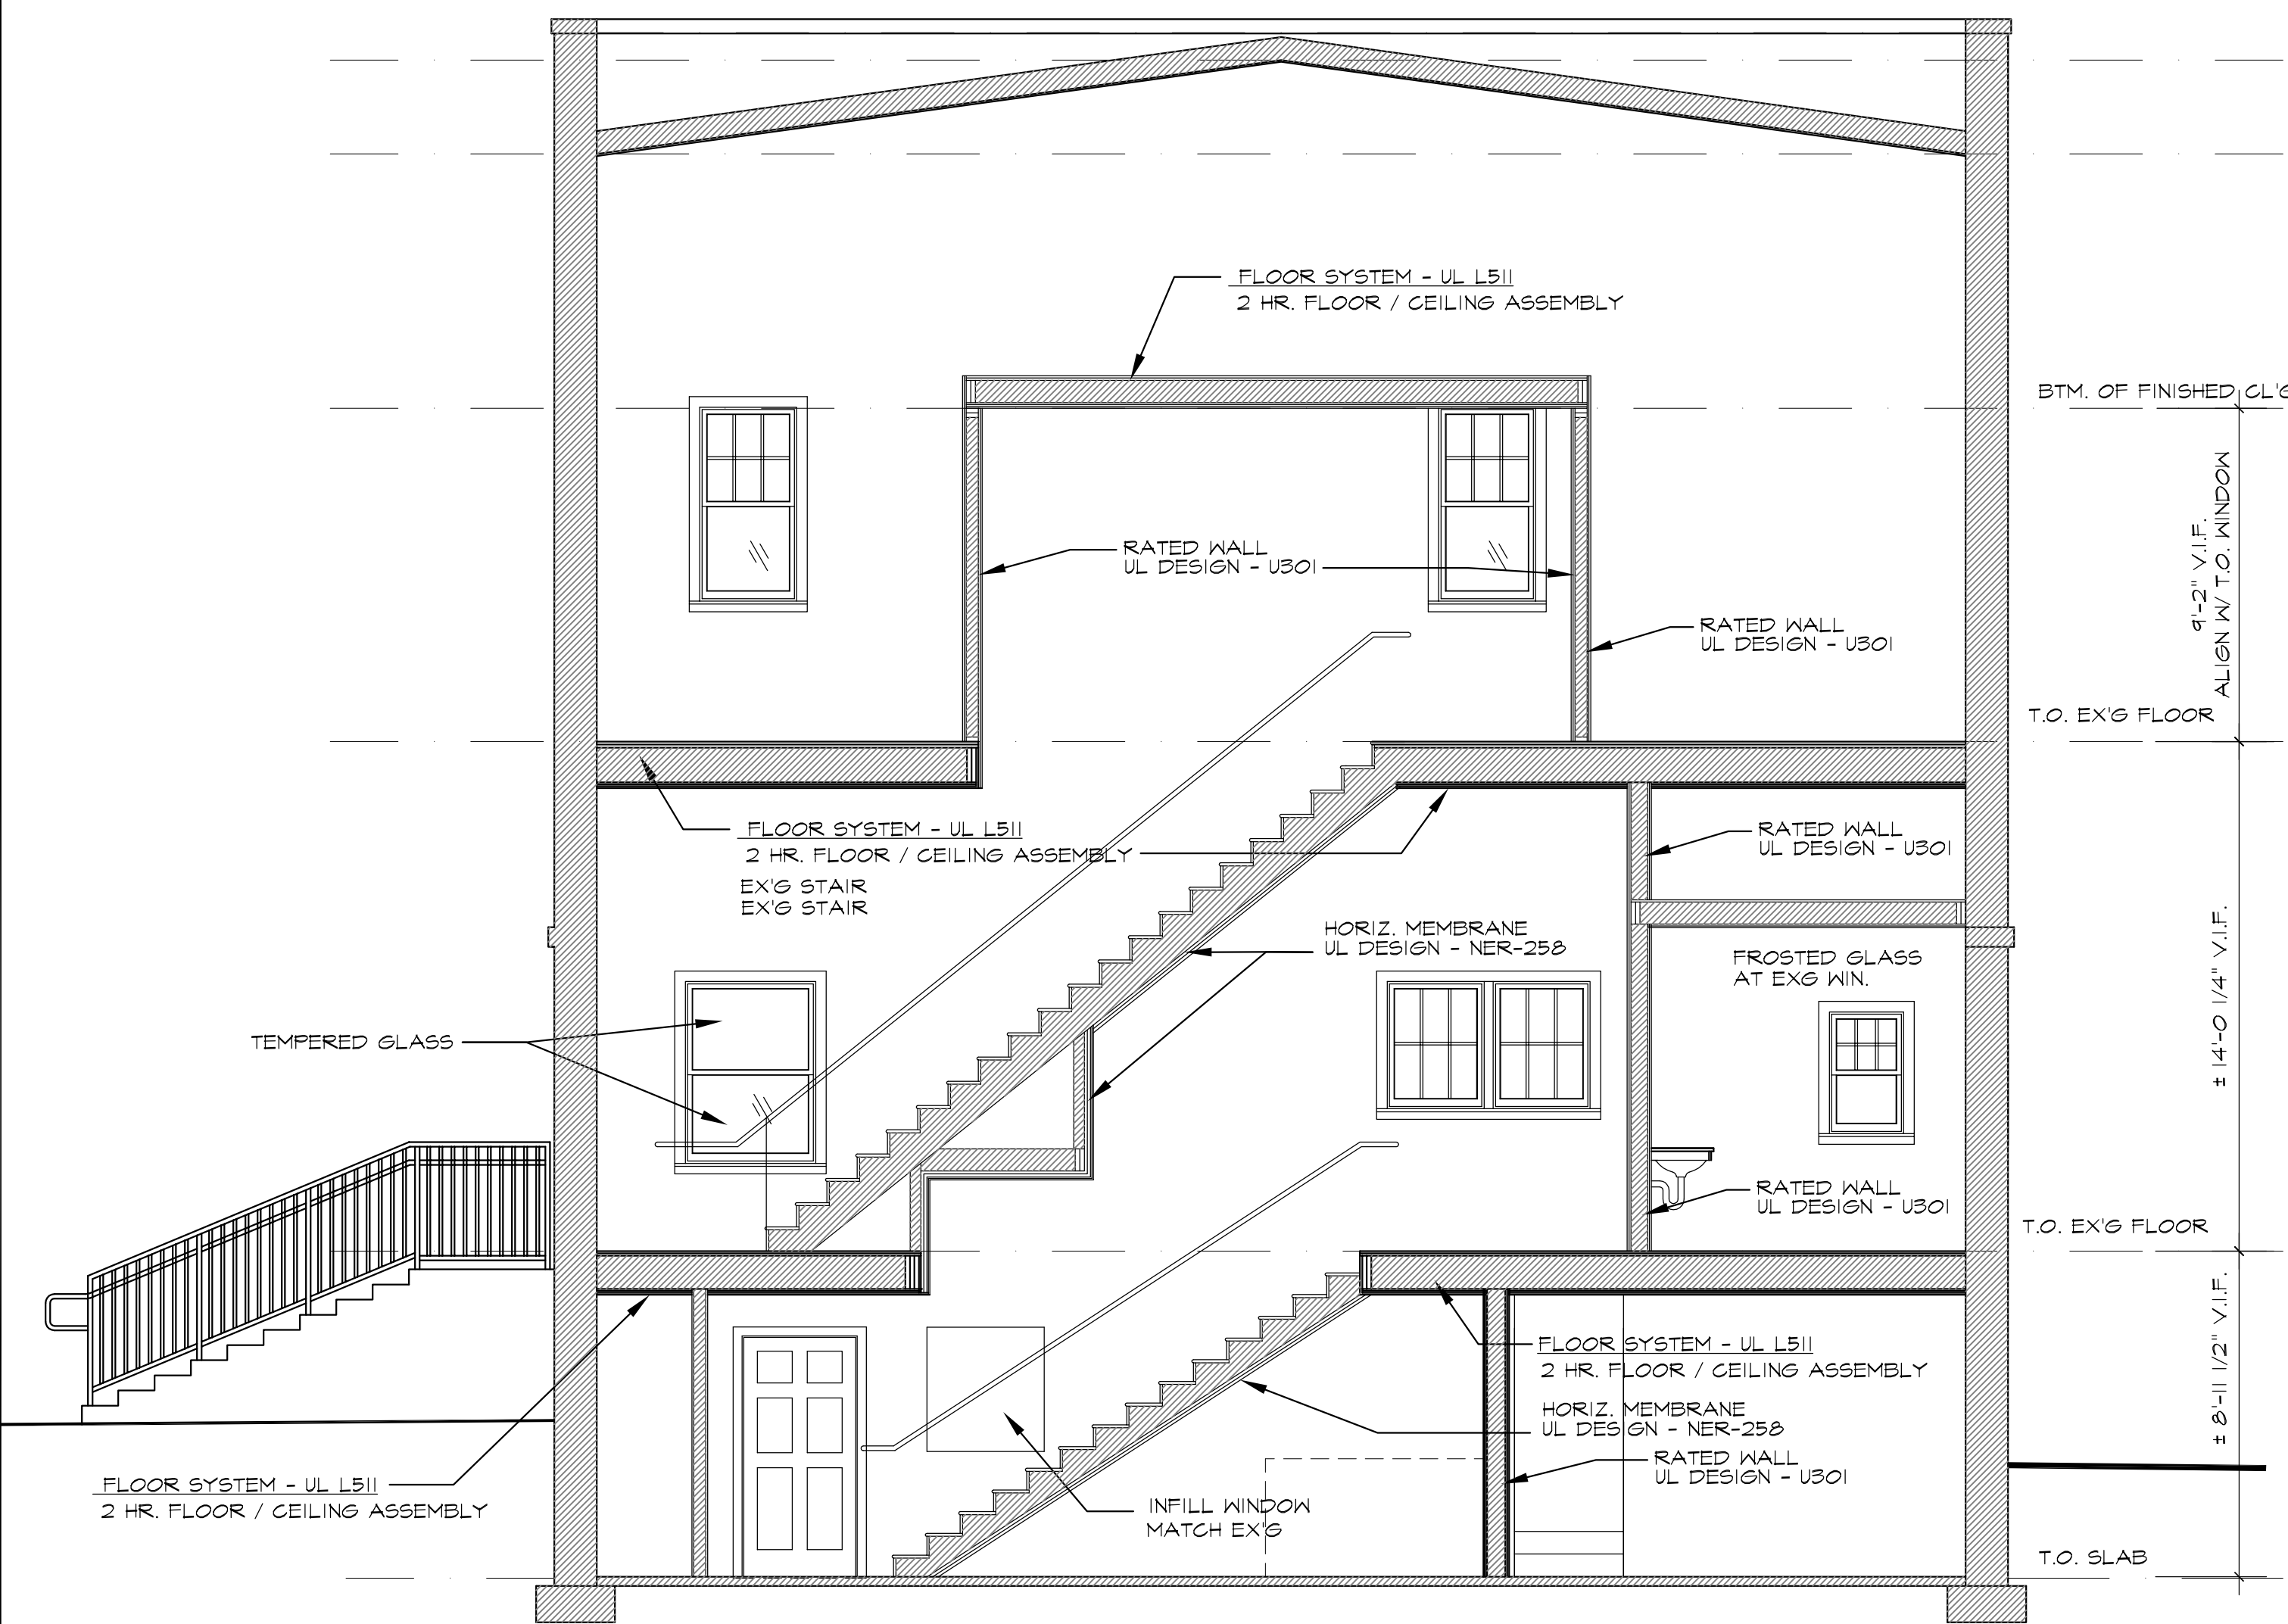 FLOOR SYSTEM - UL L511
2 HR. FLOOR / CEILING ASSEMBLY
BTM. OF FINISHED CL'G
9'-2" V.I.F.
ALIGN W/ T.O. WINDOW
RATED WALL
UL DESIGN - U301
RATED WALL
UL DESIGN - U301
T.O. EX'G FLOOR
FLOOR SYSTEM - UL L511
2 HR. FLOOR / CEILING ASSEMBLY
EX'G STAIR
EX'G STAIR
RATED WALL
UL DESIGN - U301
HORIZ. MEMBRANE
UL DESIGN - NER-258
FROSTED GLASS
AT EXG WIN.
± 14'-0 1/4" V.I.F.
TEMPERED GLASS
RATED WALL
UL DESIGN - U301
T.O. EX'G FLOOR
FLOOR SYSTEM - UL L511
2 HR. FLOOR / CEILING ASSEMBLY
± 8'-11 1/2" V.I.F.
HORIZ. MEMBRANE
UL DESIGN - NER-258
RATED WALL
UL DESIGN - U301
FLOOR SYSTEM - UL L511
2 HR. FLOOR / CEILING ASSEMBLY
INFILL WINDOW
MATCH EX'G
T.O. SLAB